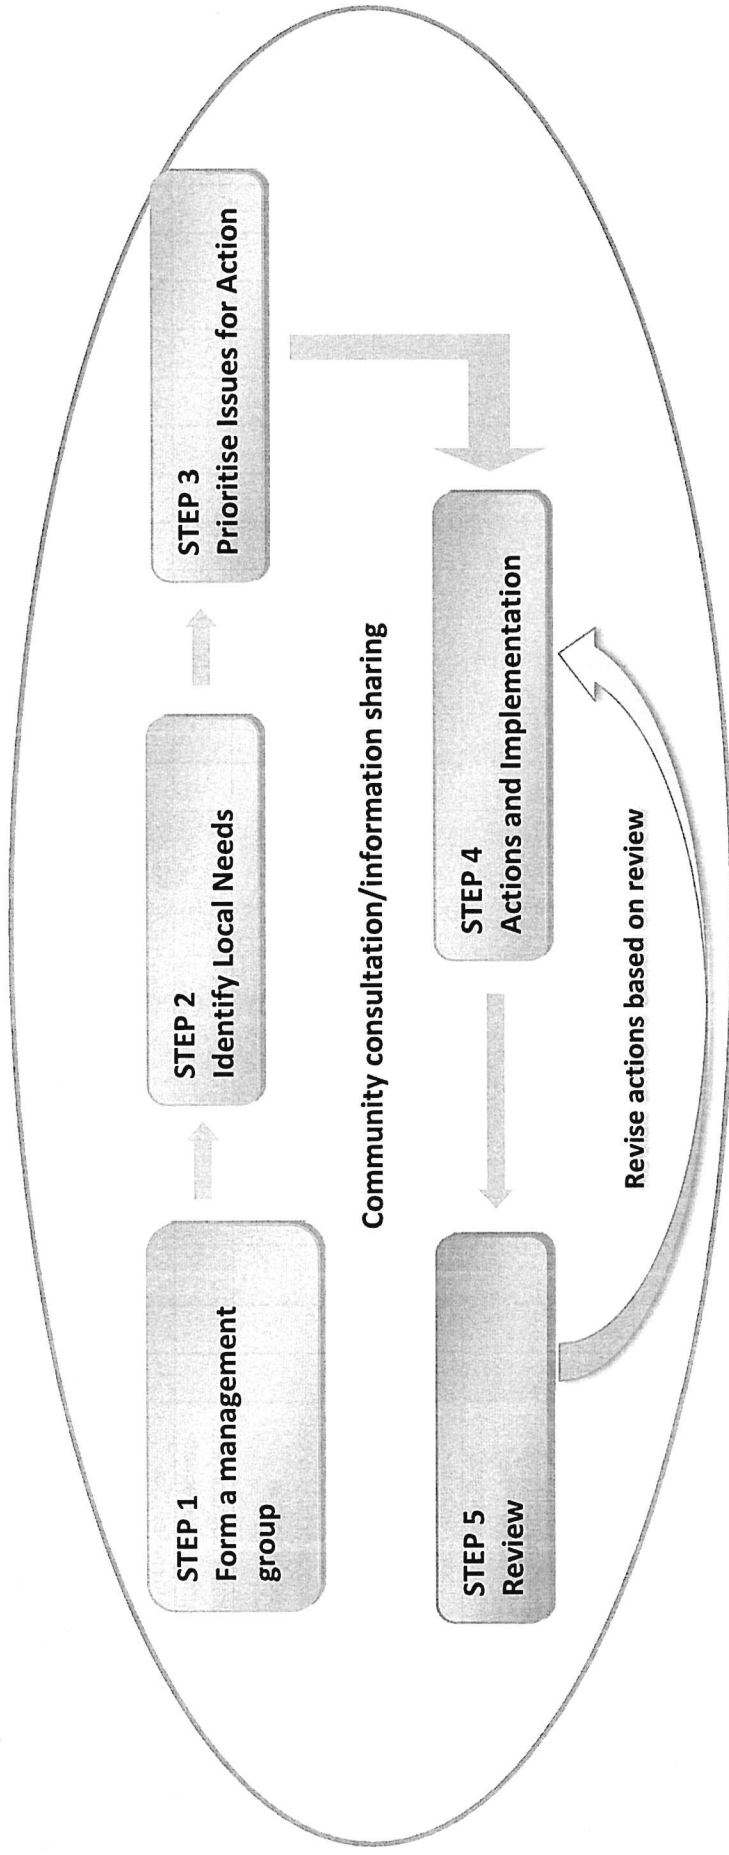 STEP 1
Form a management
group
STEP 2
Identify Local Needs
STEP 3
Prioritise Issues for Action
Community consultation/information sharing
STEP 4
Actions and Implementation
STEP 5
Review
Revise actions based on review